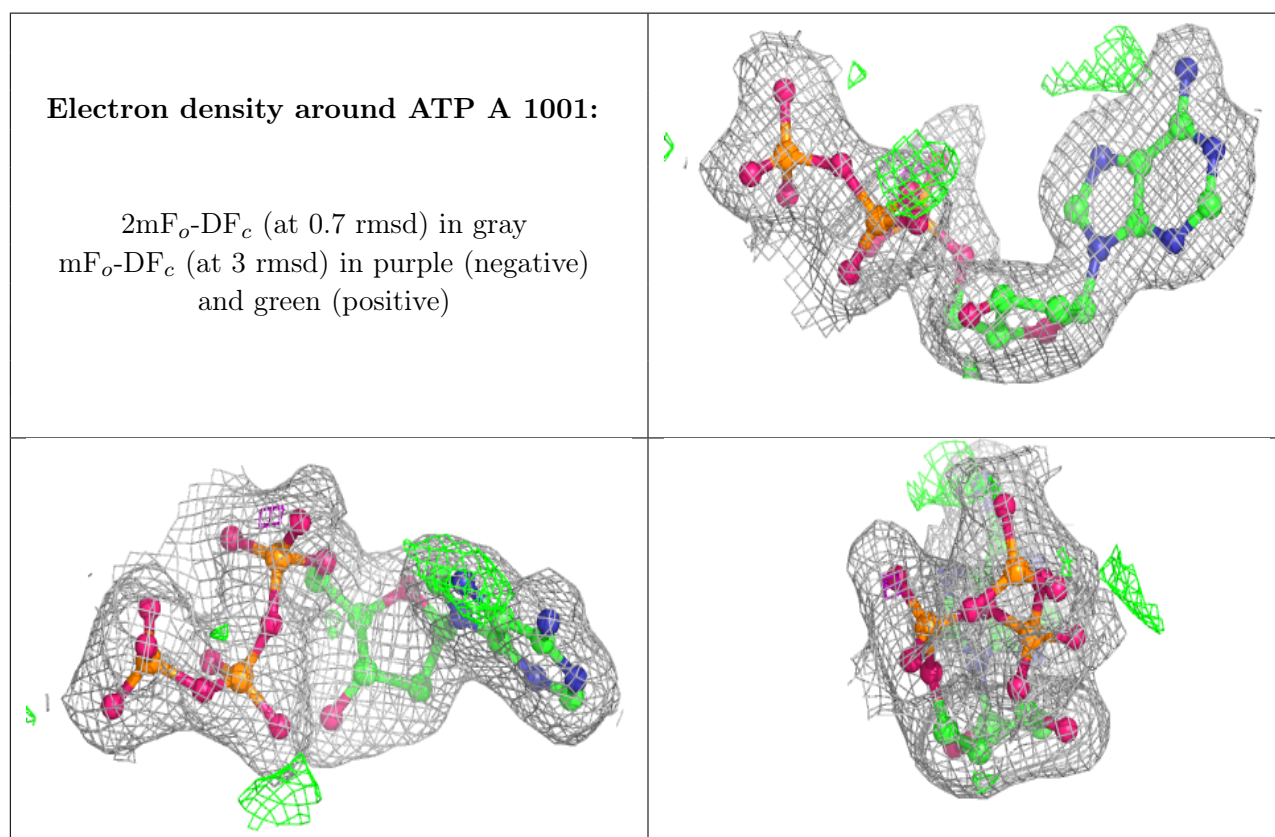 Electron density around ATP A 1001:
2mFo-DFc (at 0.7 rmsd) in gray
mFo-DFc (at 3 rmsd) in purple (negative)
and green (positive)